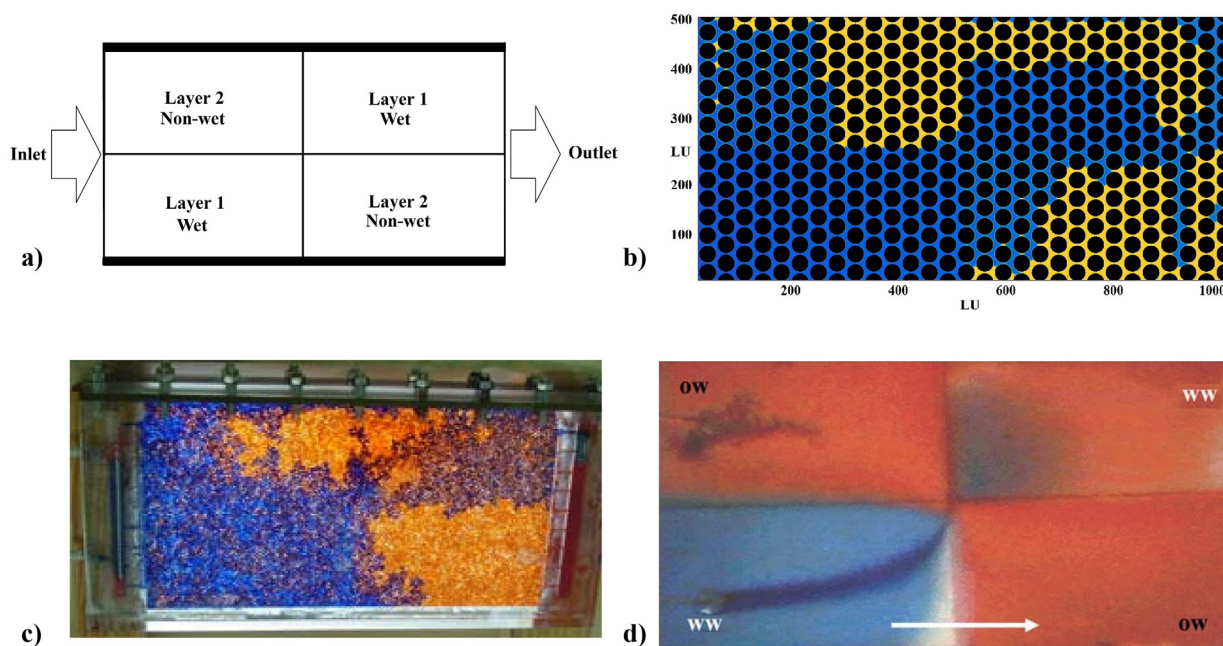 Layer 2
Non-wet
Layer 1
Wet
Inlet
Outlet
Layer 1
Wet
Layer 2
Non-wet
a)
500
400
300
LU
200
100
200
400
600
800
1000
LU
b)
c)
ow
ww
ww
ow
d)